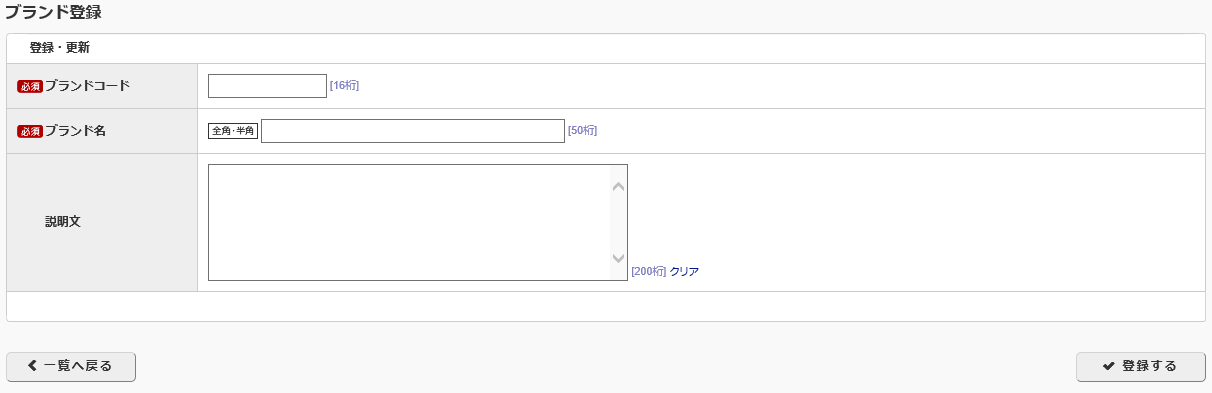 ブランド登録
登録・更新
必須 ブランドコード [16桁]
必須 ブランド名 全角・半角 [50桁]
説明文
[200桁] クリア
一覧へ戻る 登録する